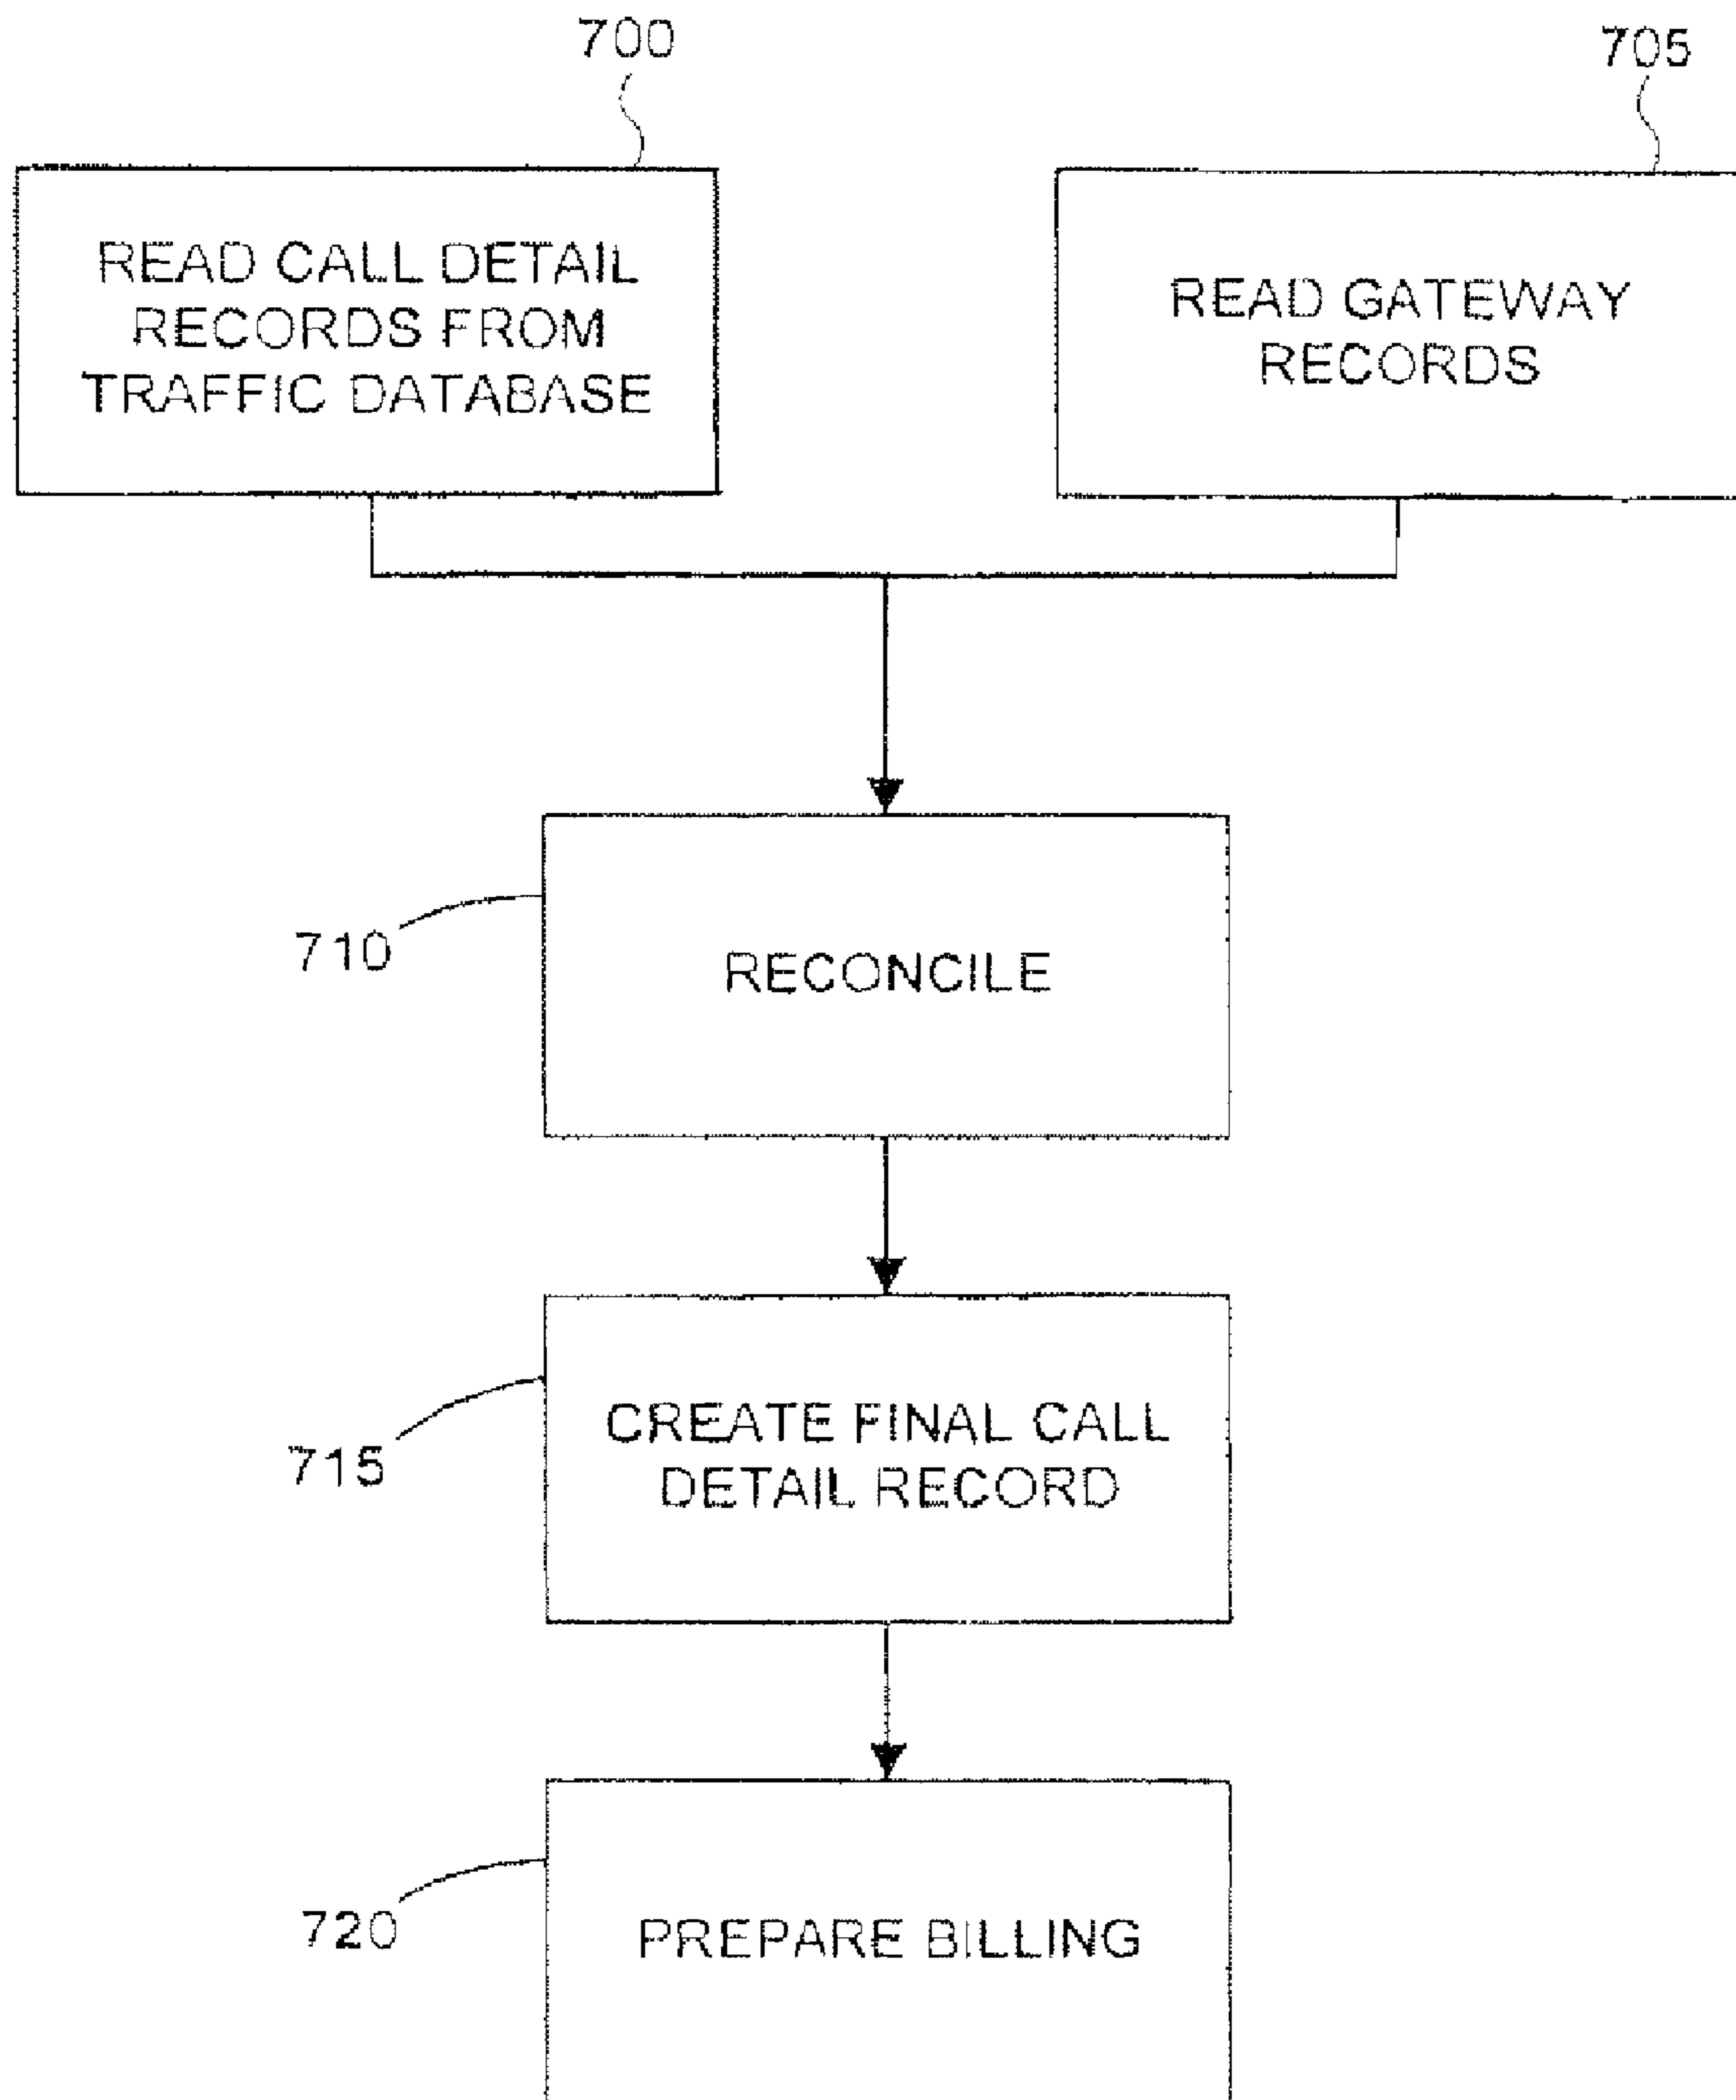 700
705
READ CALL DETAIL
RECORDS FROM
TRAFFIC DATABASE
READ GATEWAY
RECORDS
710
RECONCILE
715
CREATE FINAL CALL
DETAIL RECORD
720
PREPARE BILLING